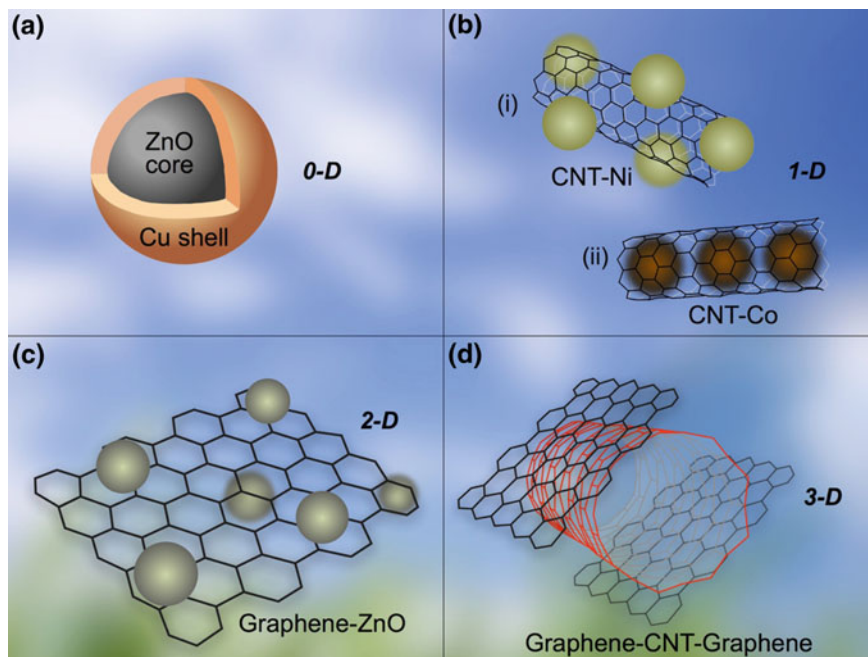 (a)
ZnO
core
0-D
Cu shell
(b)
(i)
CNT-Ni
1-D
(ii)
CNT-Co
(c)
2-D
Graphene-ZnO
(d)
3-D
Graphene-CNT-Graphene